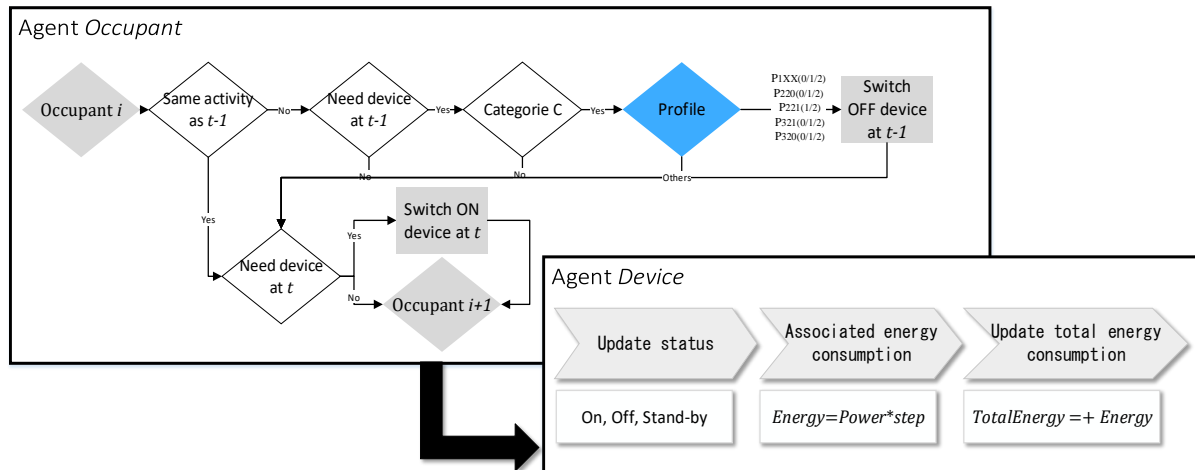 Agent Occupant
Occupant i
Same activity
as t-1
No
Need device
at t-1
Yes
Categorie C
Yes
Profile
P1XX(0/1/2)
P220(0/1/2)
P221(1/2)
P321(0/1/2)
P320(0/1/2)
Switch
OFF device
at t-1
No
No
Others
Yes
Need device
at t
Yes
No
Switch ON
device at t
Occupant i+1
Agent Device
Update status
Associated energy
consumption
Update total energy
consumption
On, Off, Stand-by
Energy=Power*step
TotalEnergy =+ Energy